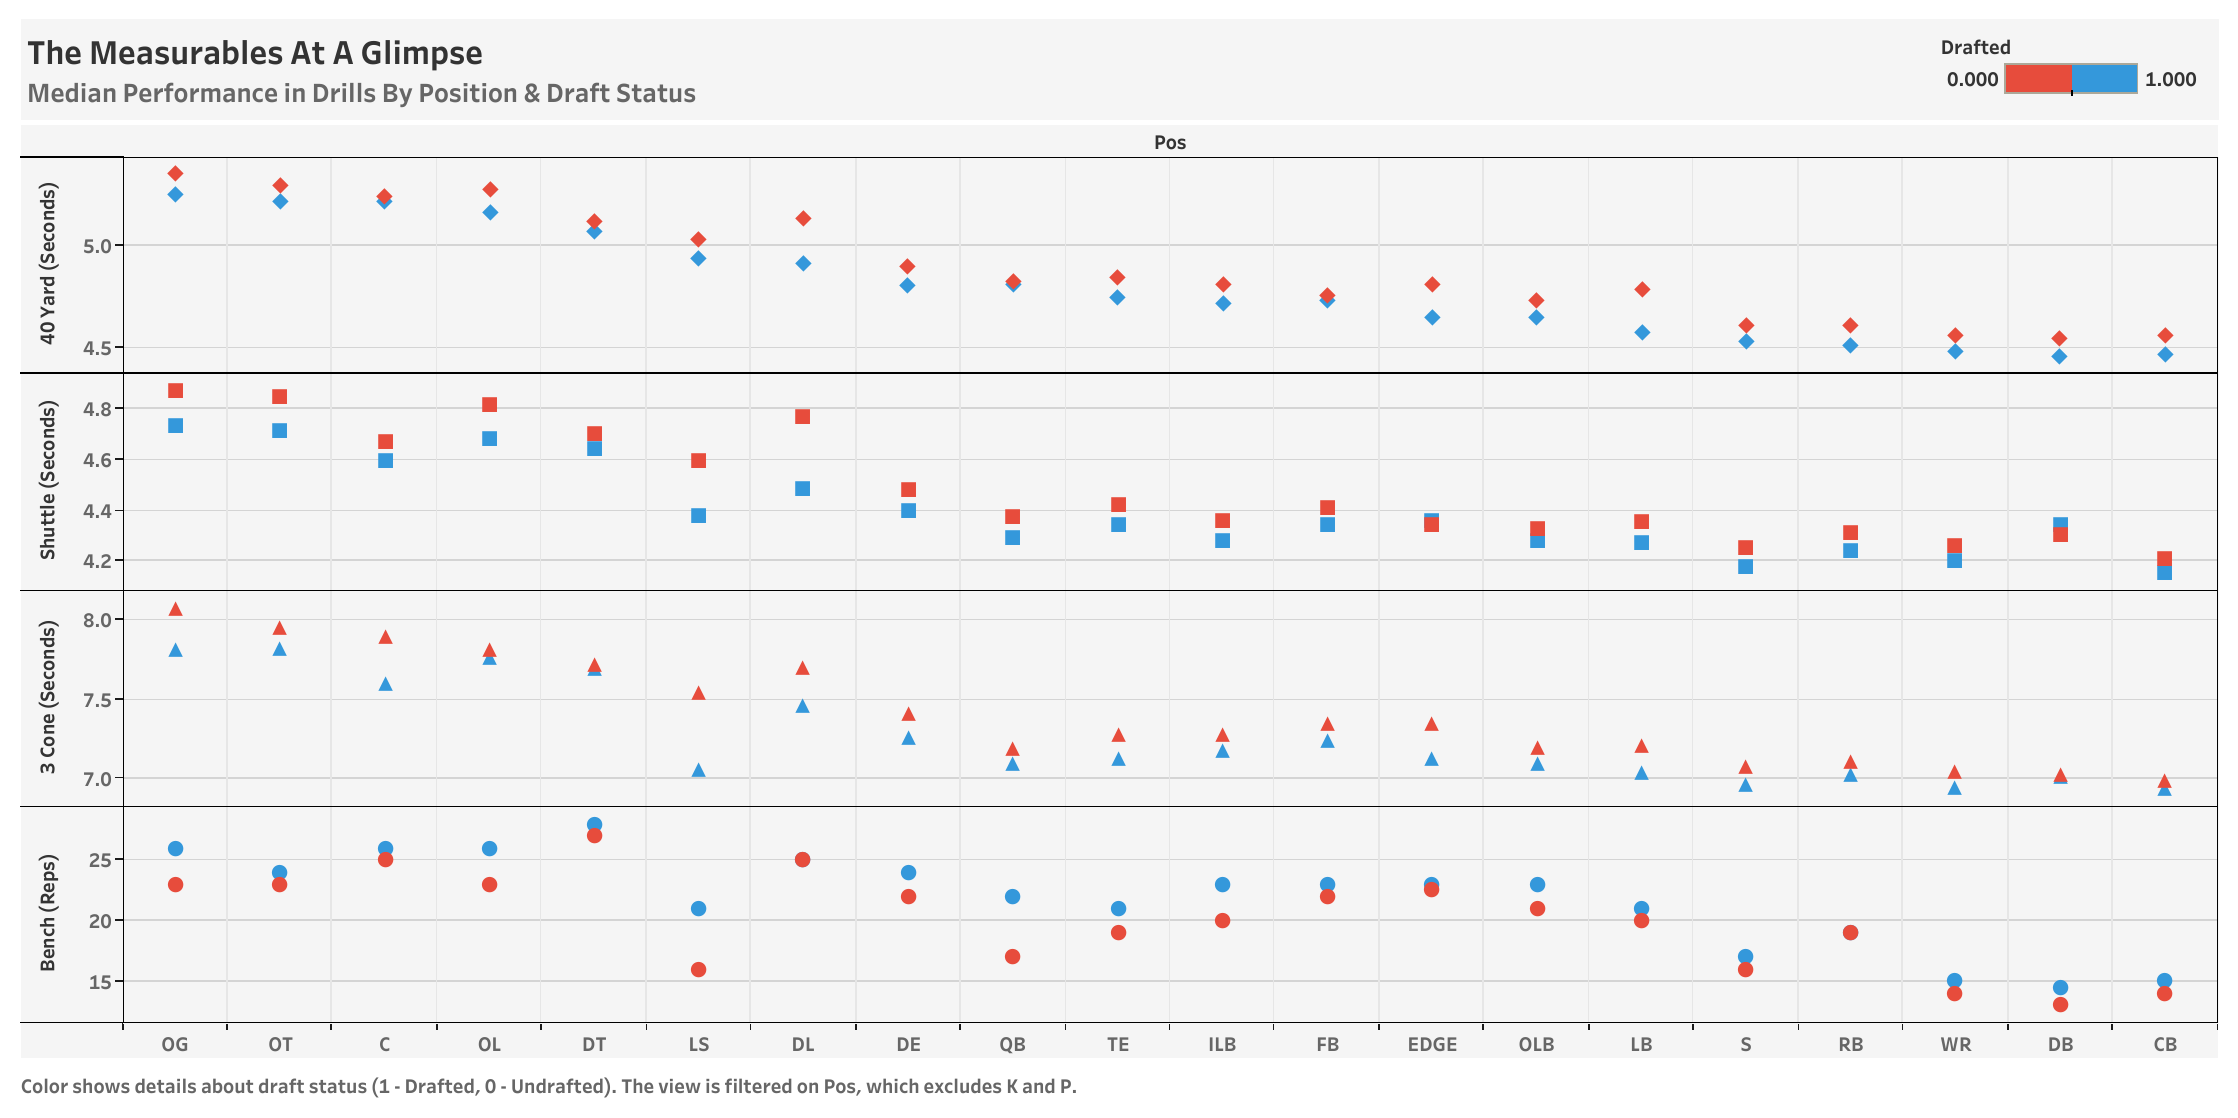 The Measurables At A Glimpse
Median Performance in Drills By Position & Draft Status
Drafted
0.000 1.000
Pos
40 Yard (Seconds)
5.0
4.5
Shuttle (Seconds)
4.8
4.6
4.4
4.2
3 Cone (Seconds)
8.0
7.5
7.0
Bench (Reps)
25
20
15
OG OT C OL DT LS DL DE QB TE ILB FB EDGE OLB LB S RB WR DB CB
Color shows details about draft status (1 - Drafted, 0 - Undrafted). The view is filtered on Pos, which excludes K and P.